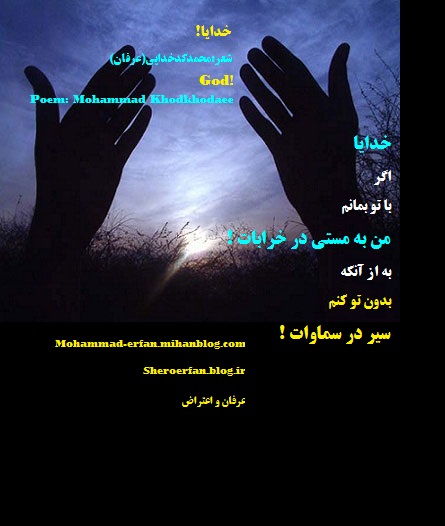 خدایا!
شعر:محمدکدخدایی(عرفان)
God!
Poem: Mohammad Khodkhodaee
خدایا
اگر
با تو بمانم
من به مستی در خرابات !
به از آنکه
بدون تو کنم
سیر در سماوات !
Mohammad-erfan.mihanblog.com
Sheroerfan.blog.ir
عرفان و اعتراض